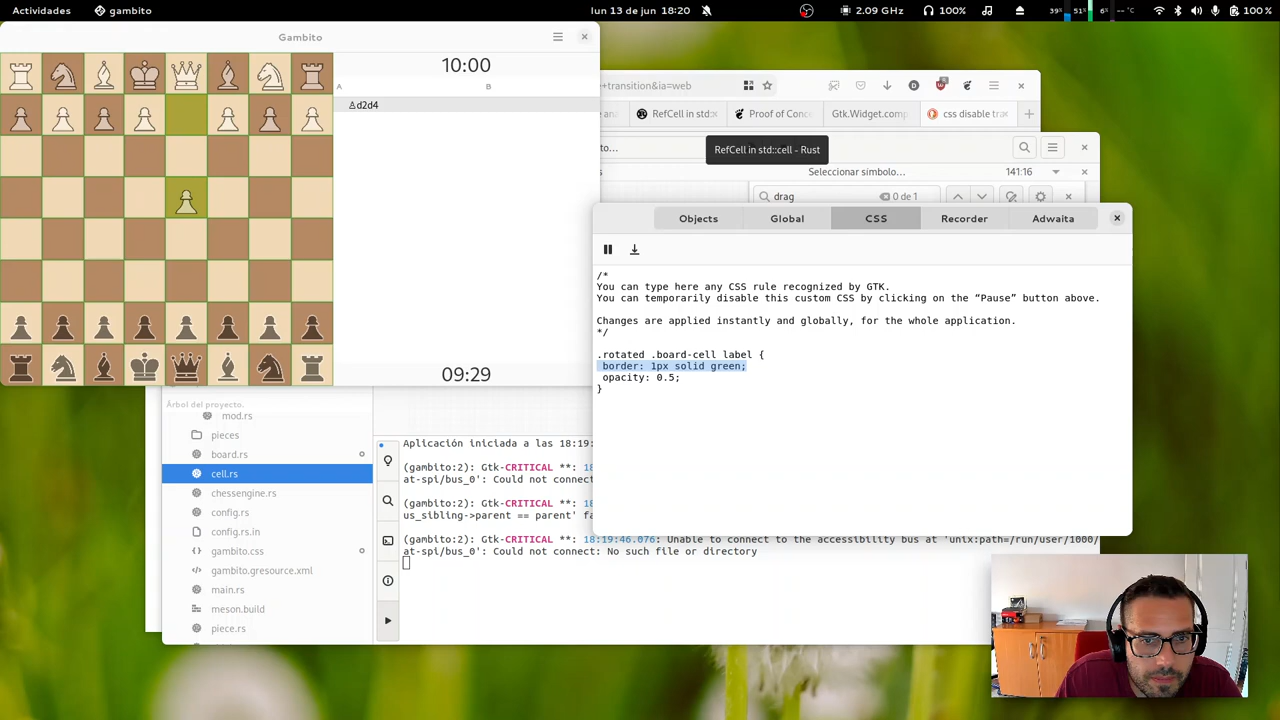 Actividades
gambito
lun 13 de jun 18:20
2.09 GHz
100%
39%
51%
6%
--°C
100 %
Gambito
10:00
A
B
♙d2d4
09:29
transition&ia=web
RefCell in std::c
Proof of Conc
Gtk.Widget.comp
css disable tra
RefCell in std::cell - Rust
Seleccionar símbolo…
141:16
drag
0 de 1
Objects
Global
CSS
Recorder
Adwaita
/*
You can type here any CSS rule recognized by GTK.
You can temporarily disable this custom CSS by clicking on the “Pause” button above.
Changes are applied instantly and globally, for the whole application.
*/
.rotated .board-cell label {
border: 1px solid green;
opacity: 0.5;
}
Árbol del proyecto.
mod.rs
pieces
board.rs
cell.rs
chessengine.rs
config.rs
config.rs.in
gambito.css
gambito.gresource.xml
main.rs
meson.build
piece.rs
Aplicación iniciada a las 18:19:
(gambito:2): Gtk-CRITICAL **: 18
at-spi/bus_0': Could not connec
(gambito:2): Gtk-CRITICAL **: 18
us_sibling->parent == parent' fa
(gambito:2): Gtk-CRITICAL **: 18:19:46.076: Unable to connect to the accessibility bus at 'unix:path=/run/user/1000/
at-spi/bus_0': Could not connect: No such file or directory